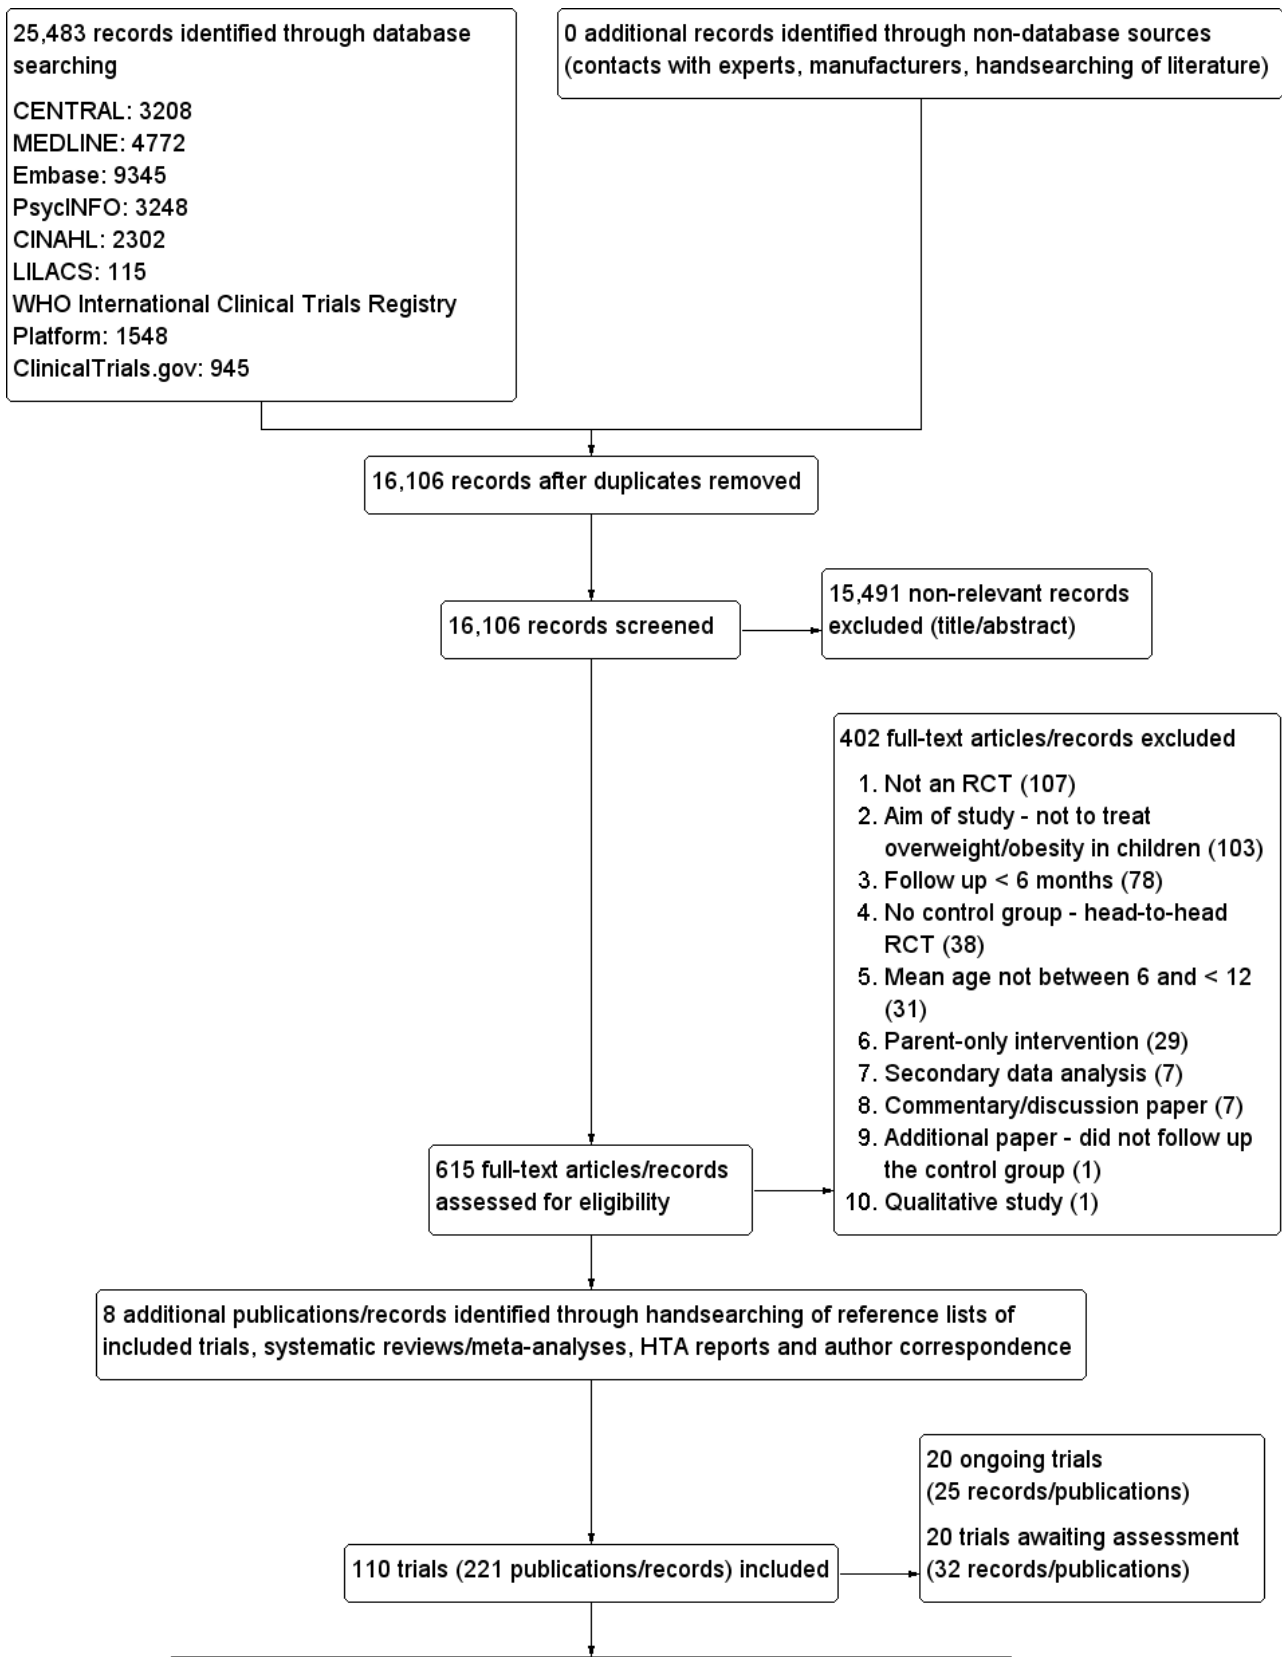 25,483 records identified through database
searching
CENTRAL: 3208
MEDLINE: 4772
Embase: 9345
PsycINFO: 3248
CINAHL: 2302
LILACS: 115
WHO International Clinical Trials Registry
Platform: 1548
ClinicalTrials.gov: 945
0 additional records identified through non-database sources
(contacts with experts, manufacturers, handsearching of literature)
16,106 records after duplicates removed
16,106 records screened
15,491 non-relevant records
excluded (title/abstract)
402 full-text articles/records excluded
1. Not an RCT (107)
2. Aim of study - not to treat
overweight/obesity in children (103)
3. Follow up < 6 months (78)
4. No control group - head-to-head
RCT (38)
5. Mean age not between 6 and < 12
(31)
6. Parent-only intervention (29)
7. Secondary data analysis (7)
8. Commentary/discussion paper (7)
9. Additional paper - did not follow up
the control group (1)
10. Qualitative study (1)
615 full-text articles/records
assessed for eligibility
8 additional publications/records identified through handsearching of reference lists of
included trials, systematic reviews/meta-analyses, HTA reports and author correspondence
20 ongoing trials
(25 records/publications)
20 trials awaiting assessment
(32 records/publications)
110 trials (221 publications/records) included